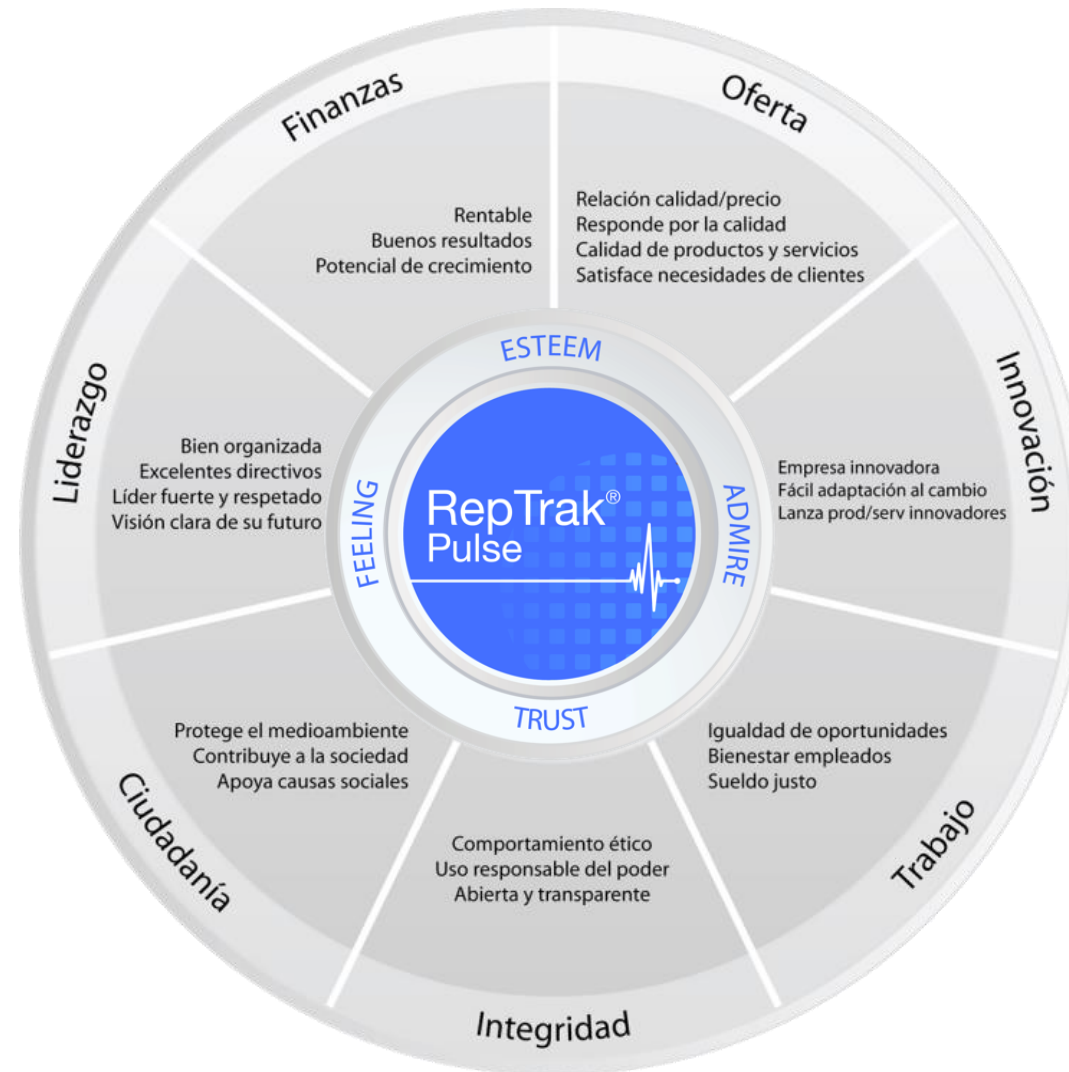 Finanzas
Rentable
Buenos resultados
Potencial de crecimiento
Oferta
Relación calidad/precio
Responde por la calidad
Calidad de productos y servicios
Satisface necesidades de clientes
Innovación
Empresa innovadora
Fácil adaptación al cambio
Lanza prod/serv innovadores
Trabajo
Igualdad de oportunidades
Bienestar empleados
Sueldo justo
Integridad
Comportamiento ético
Uso responsable del poder
Abierta y transparente
Ciudadanía
Protege el medioambiente
Contribuye a la sociedad
Apoya causas sociales
Liderazgo
Bien organizada
Excelentes directivos
Líder fuerte y respetado
Visión clara de su futuro
ESTEEM
ADMIRE
TRUST
FEELING
RepTrak®
Pulse